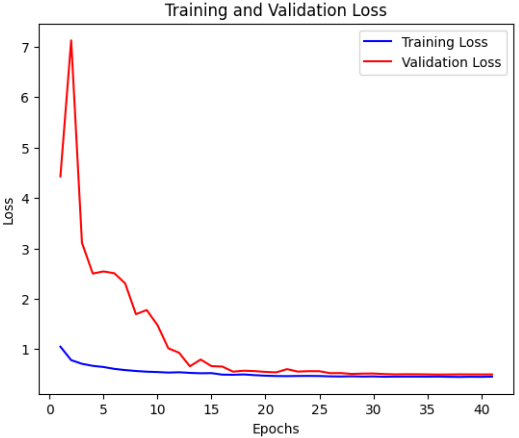 Training and Validation Loss
Training Loss
Validation Loss
7
6
5
4
3
2
1
Loss
0 5 10 15 20 25 30 35 40
Epochs